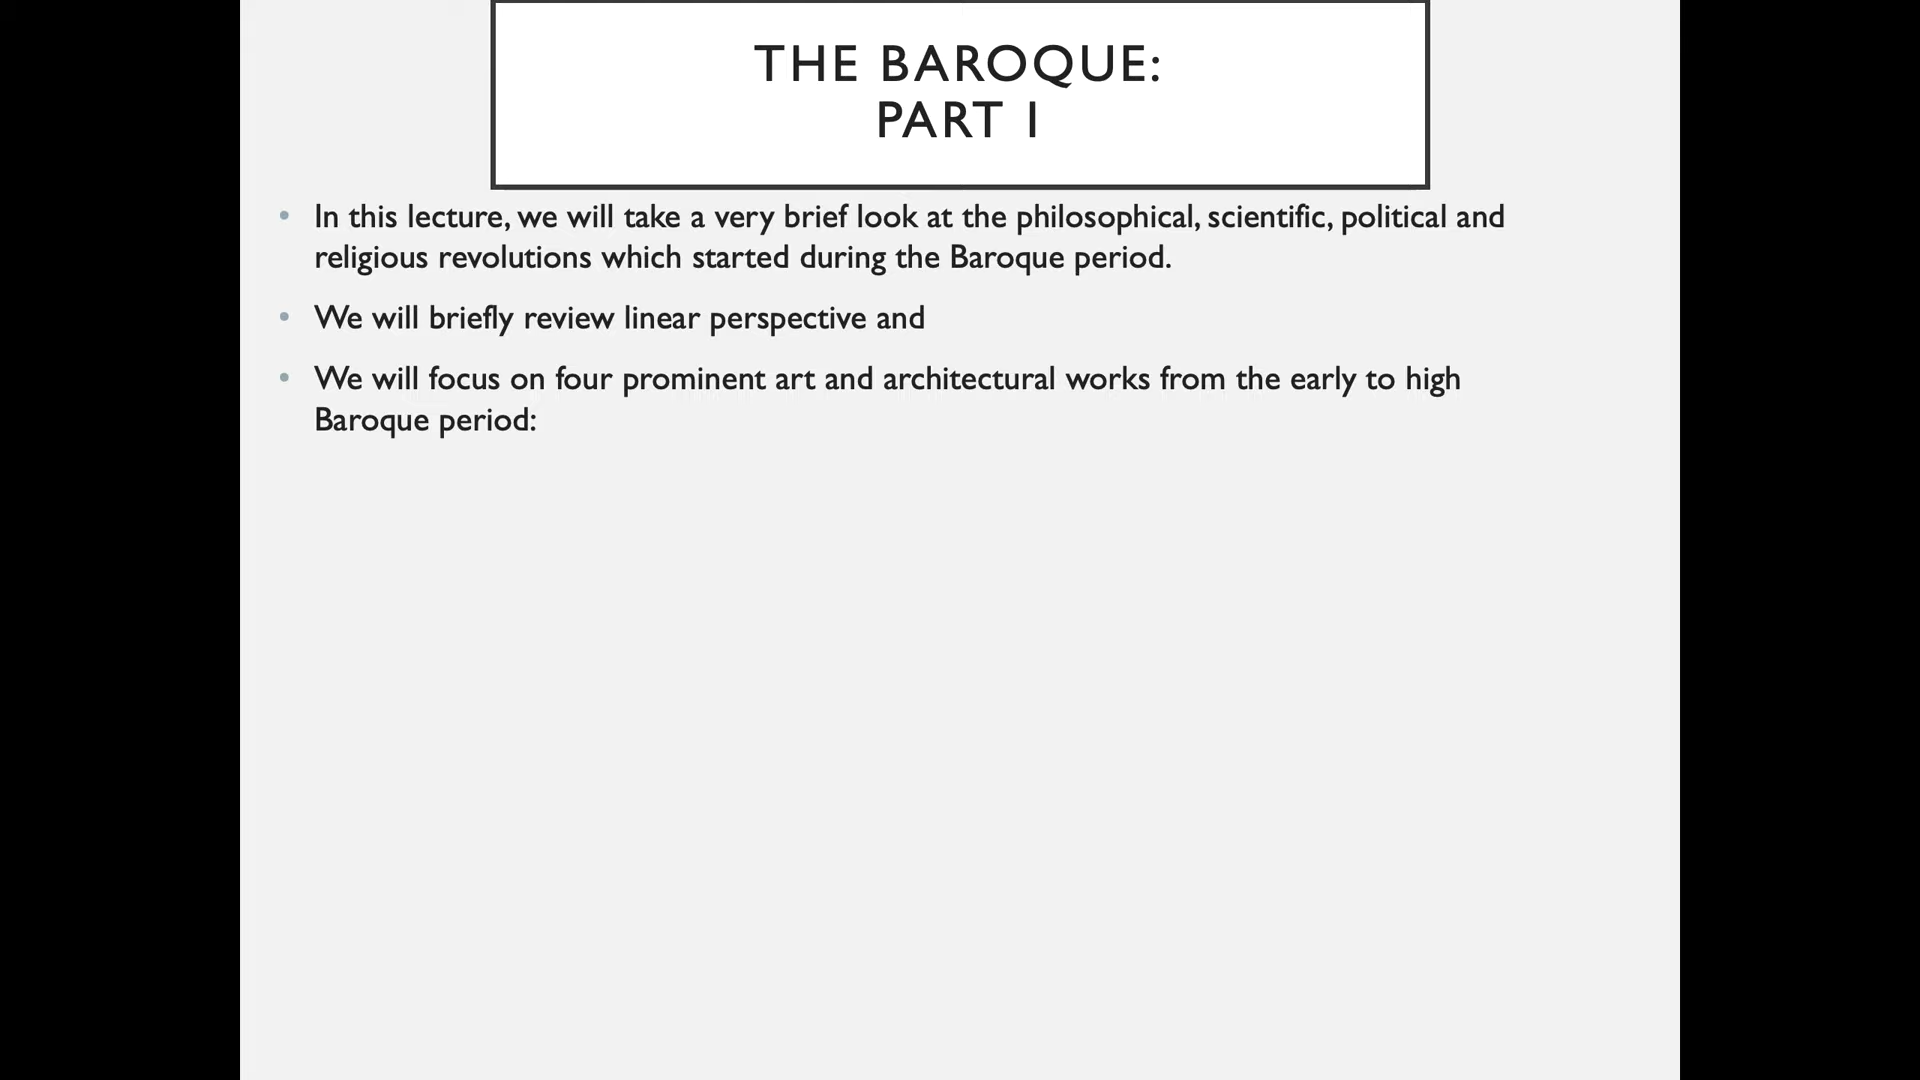 THE BAROQUE:
PART I
• In this lecture, we will take a very brief look at the philosophical, scientific, political and
religious revolutions which started during the Baroque period.
• We will briefly review linear perspective and
• We will focus on four prominent art and architectural works from the early to high
Baroque period: